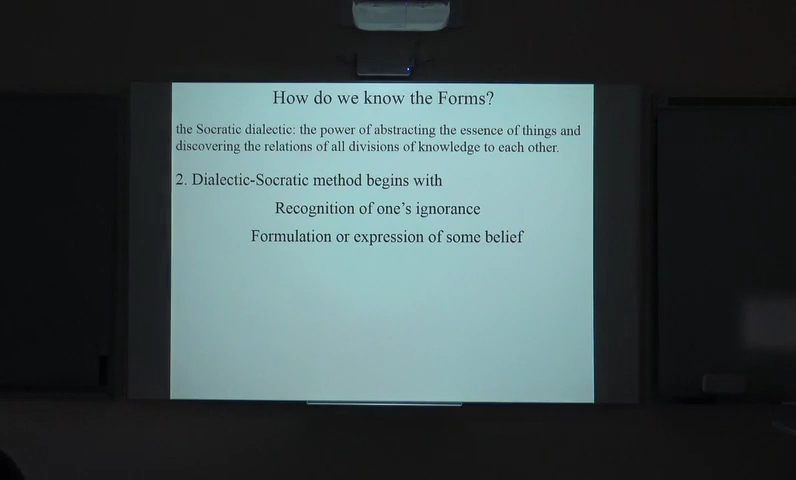 How do we know the Forms?
the Socratic dialectic: the power of abstracting the essence of things and
discovering the relations of all divisions of knowledge to each other.
2. Dialectic-Socratic method begins with
Recognition of one’s ignorance
Formulation or expression of some belief